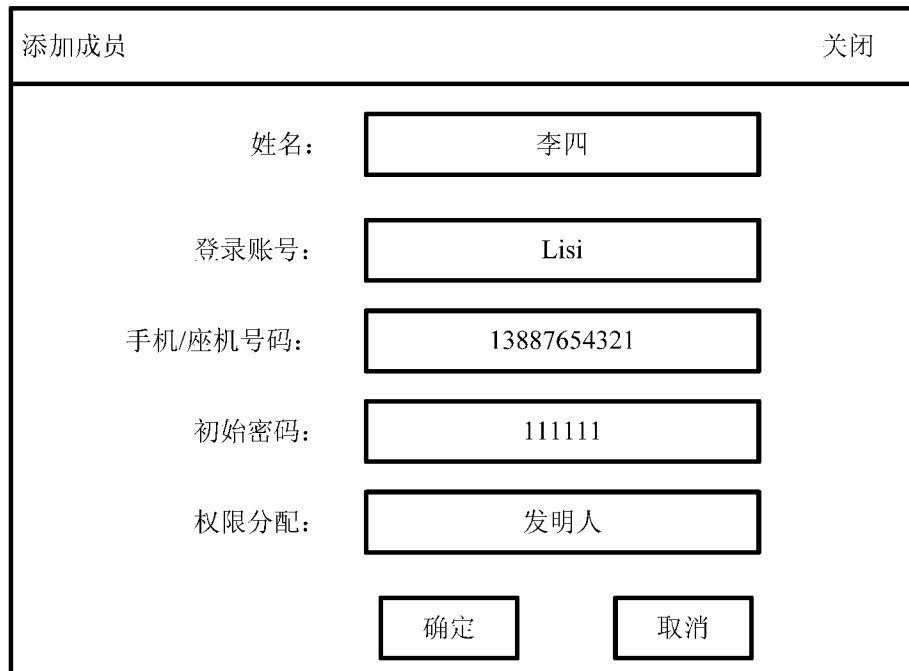 添加成员 关闭
姓名： 李四
登录账号： Lisi
手机/座机号码： 13887654321
初始密码： 111111
权限分配： 发明人
确定 取消